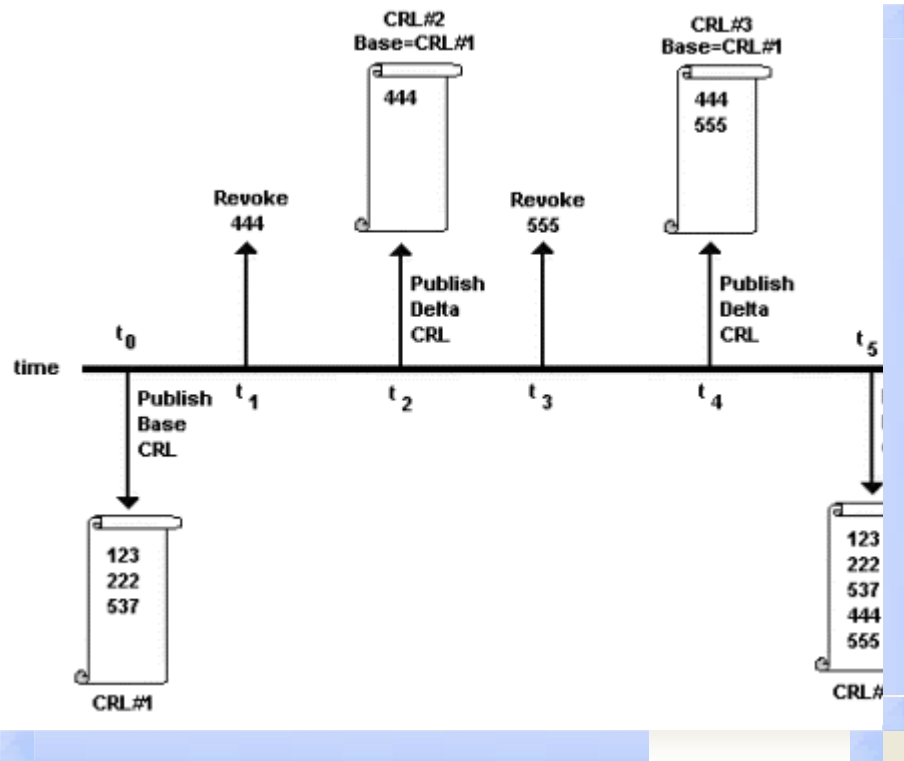 CRL#2
Base=CRL#1
444
CRL#3
Base=CRL#1
444
555
Revoke
444
Revoke
555
Publish
Delta
CRL
Publish
Delta
CRL
t0
t5
time
t1
t2
t3
t4
Publish
Base
CRL
123
222
537
CRL#1
123
222
537
444
555
CRL#